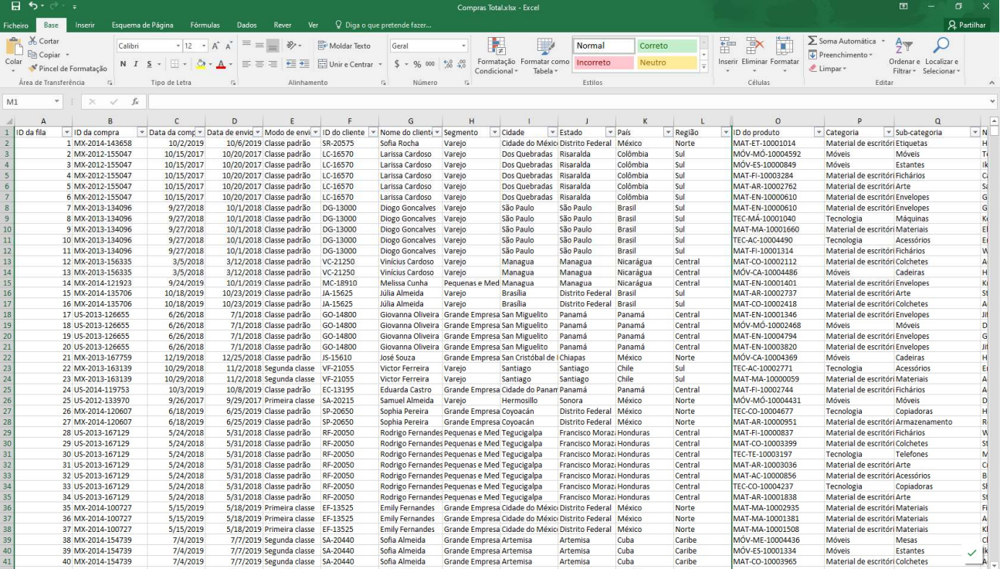 Compras Total.xlsx - Excel
Ficheiro Base Inserir Esquema de Página Fórmulas Dados Rever Ver Diga o que pretende fazer... Partilhar
Cortar Calibri 12 Moldar Texto Geral Normal Correto Soma Automática
Copiar Preenchimento
Colar Pincel de Formatação N I S Unir e Centrar $ - % 000 Formatação Condicional Formatar como Tabela Incorreto Neutro Inserir Eliminar Formatar Limpar Ordenar e Filtrar Localizar e Selecionar
Área de Transferência Tipo de Letra Alinhamento Número Estilos Células Editar
M1 fx
A B C D E F G H I J K L O P Q
1 ID da fila ID da compra Data da comp Data de envio Modo de envi ID do cliente Nome do client Segmento Cidade Estado País Região ID do produto Categoria Sub-categoria N
2 1 MX-2014-143658 10/2/2019 10/6/2019 Classe padrão SR-20575 Sofia Rocha Varejo Cidade do Méxic Distrito Federal México Norte MAT-ET-10001014 Material de escritóri Etiquetas H
3 2 MX-2012-155047 10/15/2017 10/20/2017 Classe padrão LC-16570 Larissa Cardoso Varejo Dos Quebradas Risaralda Colômbia Sul MÓV-MÓ-10004592 Móveis Móveis
4 3 MX-2012-155047 10/15/2017 10/20/2017 Classe padrão LC-16570 Larissa Cardoso Varejo Dos Quebradas Risaralda Colômbia Sul MÓV-ES-10000849 Móveis Estantes
5 4 MX-2012-155047 10/15/2017 10/20/2017 Classe padrão LC-16570 Larissa Cardoso Varejo Dos Quebradas Risaralda Colômbia Sul MAT-FI-10003284 Material de escritóri Fichários
6 5 MX-2012-155047 10/15/2017 10/20/2017 Classe padrão LC-16570 Larissa Cardoso Varejo Dos Quebradas Risaralda Colômbia Sul MAT-AR-10002762 Material de escritóri Arte
7 6 MX-2012-155047 10/15/2017 10/20/2017 Classe padrão LC-16570 Larissa Cardoso Varejo Dos Quebradas Risaralda Colômbia Sul MAT-EN-10000610 Material de escritóri Envelopes
8 7 MX-2013-134096 9/27/2018 10/1/2018 Classe padrão DG-13000 Diogo Goncalves Varejo São Paulo São Paulo Brasil Sul MAT-EN-10000610 Material de escritóri Envelopes
9 8 MX-2013-134096 9/27/2018 10/1/2018 Classe padrão DG-13000 Diogo Goncalves Varejo São Paulo São Paulo Brasil Sul TEC-MÁ-10001040 Tecnologia Máquinas
10 9 MX-2013-134096 9/27/2018 10/1/2018 Classe padrão DG-13000 Diogo Goncalves Varejo São Paulo São Paulo Brasil Sul MAT-MA-10001660 Material de escritóri Materiais
11 10 MX-2013-134096 9/27/2018 10/1/2018 Classe padrão DG-13000 Diogo Goncalves Varejo São Paulo São Paulo Brasil Sul TEC-AC-10004490 Tecnologia Acessórios
12 11 MX-2013-134096 9/27/2018 10/1/2018 Classe padrão DG-13000 Diogo Goncalves Varejo São Paulo São Paulo Brasil Sul MAT-FI-10001314 Material de escritóri Fichários
13 12 MX-2013-156335 3/5/2018 3/12/2018 Classe padrão VC-21250 Vinícius Cardoso Varejo Managua Managua Nicarágua Central MAT-CO-10002112 Material de escritóri Colchetes
14 13 MX-2013-156335 3/5/2018 3/12/2018 Classe padrão VC-21250 Vinícius Cardoso Varejo Managua Managua Nicarágua Central MÓV-CA-10004486 Móveis Cadeiras
15 14 MX-2014-121923 9/24/2019 10/1/2019 Classe padrão MC-18910 Melissa Cunha Pequenas e Med Managua Managua Nicarágua Central MAT-EN-10001401 Material de escritóri Envelopes
16 15 MX-2014-135706 10/18/2019 10/23/2019 Classe padrão JA-15625 Júlia Almeida Varejo Brasília Distrito Federal Brasil Sul MAT-AR-10002737 Material de escritóri Arte
17 16 MX-2014-135706 10/18/2019 10/23/2019 Classe padrão JA-15625 Júlia Almeida Varejo Brasília Distrito Federal Brasil Sul MAT-CO-10002418 Material de escritóri Colchetes
18 17 US-2013-126655 6/26/2018 7/1/2018 Classe padrão GO-14800 Giovanna Oliveira Grande Empresa San Miguelito Panamá Panamá Central MAT-EN-10001346 Material de escritóri Envelopes
19 18 US-2013-126655 6/26/2018 7/1/2018 Classe padrão GO-14800 Giovanna Oliveira Grande Empresa San Miguelito Panamá Panamá Central MÓV-MÓ-10002468 Móveis Móveis
20 19 US-2013-126655 6/26/2018 7/1/2018 Classe padrão GO-14800 Giovanna Oliveira Grande Empresa San Miguelito Panamá Panamá Central MAT-EN-10004794 Material de escritóri Envelopes
21 20 US-2013-126655 6/26/2018 7/1/2018 Classe padrão GO-14800 Giovanna Oliveira Grande Empresa San Miguelito Panamá Panamá Central MAT-EN-10003820 Material de escritóri Envelopes
22 21 MX-2013-167759 12/19/2018 12/25/2018 Classe padrão JS-15610 José Souza Grande Empresa San Cristóbal de Chiapas México Norte MÓV-CA-10004369 Móveis Cadeiras
23 22 MX-2013-163139 10/29/2018 11/2/2018 Segunda classe VF-21055 Victor Ferreira Varejo Santiago Santiago Chile Sul TEC-AC-10002771 Tecnologia Acessórios
24 23 MX-2013-163139 10/29/2018 11/2/2018 Segunda classe VF-21055 Victor Ferreira Varejo Santiago Santiago Chile Sul MAT-MA-10000059 Material de escritóri Materiais
25 24 US-2014-119753 10/3/2019 10/8/2019 Classe padrão EC-13195 Eduarda Castro Grande Empresa Cidade do Panam Panamá Panamá Central MAT-FI-10002744 Material de escritóri Fichários
26 25 US-2012-133970 9/26/2017 9/29/2017 Primeira classe SA-20215 Samuel Almeida Varejo Hermosillo Sonora México Norte MÓV-MÓ-10004431 Móveis Móveis
27 26 MX-2014-120607 6/18/2019 6/25/2019 Classe padrão SP-20650 Sophia Pereira Grande Empresa Coyoacán Distrito Federal México Norte TEC-CO-10004677 Tecnologia Copiadoras
28 27 MX-2014-120607 6/18/2019 6/25/2019 Classe padrão SP-20650 Sophia Pereira Grande Empresa Coyoacán Distrito Federal México Norte MAT-AR-10000951 Material de escritóri Armazenamento
29 28 US-2013-167129 5/24/2018 5/31/2018 Classe padrão RF-20050 Rodrigo Fernandes Pequenas e Med Tegucigalpa Francisco Moraz Honduras Central MAT-FI-10000837 Material de escritóri Fichários
30 29 US-2013-167129 5/24/2018 5/31/2018 Classe padrão RF-20050 Rodrigo Fernandes Pequenas e Med Tegucigalpa Francisco Moraz Honduras Central MAT-CO-10003399 Material de escritóri Colchetes
31 30 US-2013-167129 5/24/2018 5/31/2018 Classe padrão RF-20050 Rodrigo Fernandes Pequenas e Med Tegucigalpa Francisco Moraz Honduras Central TEC-TE-10003197 Tecnologia Telefones
32 31 US-2013-167129 5/24/2018 5/31/2018 Classe padrão RF-20050 Rodrigo Fernandes Pequenas e Med Tegucigalpa Francisco Moraz Honduras Central MAT-AR-10003036 Material de escritóri Arte
33 32 US-2013-167129 5/24/2018 5/31/2018 Classe padrão RF-20050 Rodrigo Fernandes Pequenas e Med Tegucigalpa Francisco Moraz Honduras Central MAT-AC-10000856 Material de escritóri Acessórios
34 33 US-2013-167129 5/24/2018 5/31/2018 Classe padrão RF-20050 Rodrigo Fernandes Pequenas e Med Tegucigalpa Francisco Moraz Honduras Central TEC-CO-10004237 Tecnologia Copiadoras
35 34 US-2013-167129 5/24/2018 5/31/2018 Classe padrão RF-20050 Rodrigo Fernandes Pequenas e Med Tegucigalpa Francisco Moraz Honduras Central MAT-AR-10001838 Material de escritóri Arte
36 35 MX-2014-100727 5/15/2019 5/18/2019 Primeira classe EF-13525 Emily Fernandes Grande Empresa Cidade do Méxic Distrito Federal México Norte MAT-MA-10002935 Material de escritóri Materiais
37 36 MX-2014-100727 5/15/2019 5/18/2019 Primeira classe EF-13525 Emily Fernandes Grande Empresa Cidade do Méxic Distrito Federal México Norte MAT-MA-10001381 Material de escritóri Materiais
38 37 MX-2014-100727 5/15/2019 5/18/2019 Primeira classe EF-13525 Emily Fernandes Grande Empresa Cidade do Méxic Distrito Federal México Norte MAT-MA-10001508 Material de escritóri Materiais
39 38 MX-2014-154739 7/4/2019 7/7/2019 Segunda classe SA-20440 Sofia Almeida Grande Empresa Artemisa Artemisa Cuba Caribe MÓV-ME-10004436 Móveis Mesas
40 39 MX-2014-154739 7/4/2019 7/7/2019 Segunda classe SA-20440 Sofia Almeida Grande Empresa Artemisa Artemisa Cuba Caribe MÓV-ES-10001334 Móveis Estantes
41 40 MX-2014-154739 7/4/2019 7/7/2019 Segunda classe SA-20440 Sofia Almeida Grande Empresa Artemisa Artemisa Cuba Caribe MAT-CO-10003965 Material de escritóri Colchetes